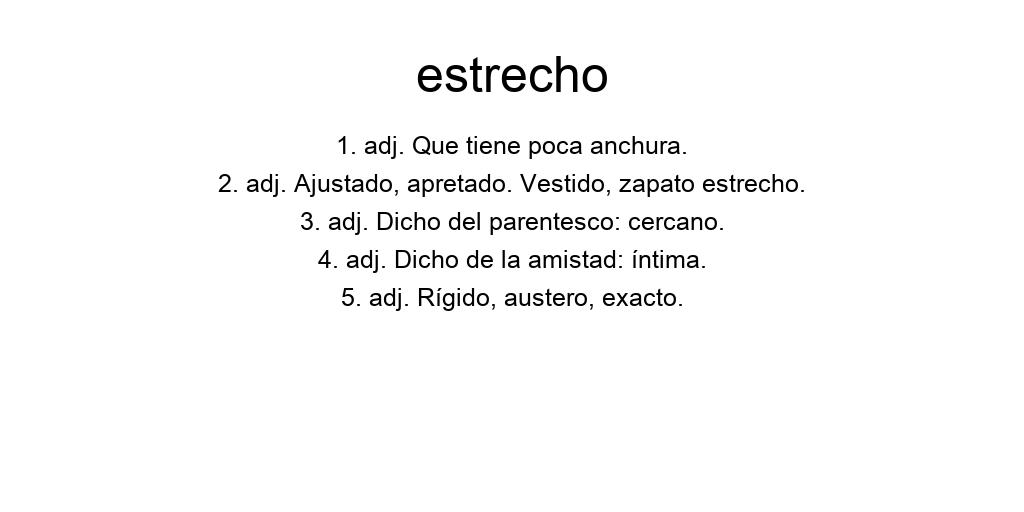 estrecho
1. adj. Que tiene poca anchura.
2. adj. Ajustado, apretado. Vestido, zapato estrecho.
3. adj. Dicho del parentesco: cercano.
4. adj. Dicho de la amistad: íntima.
5. adj. Rígido, austero, exacto.